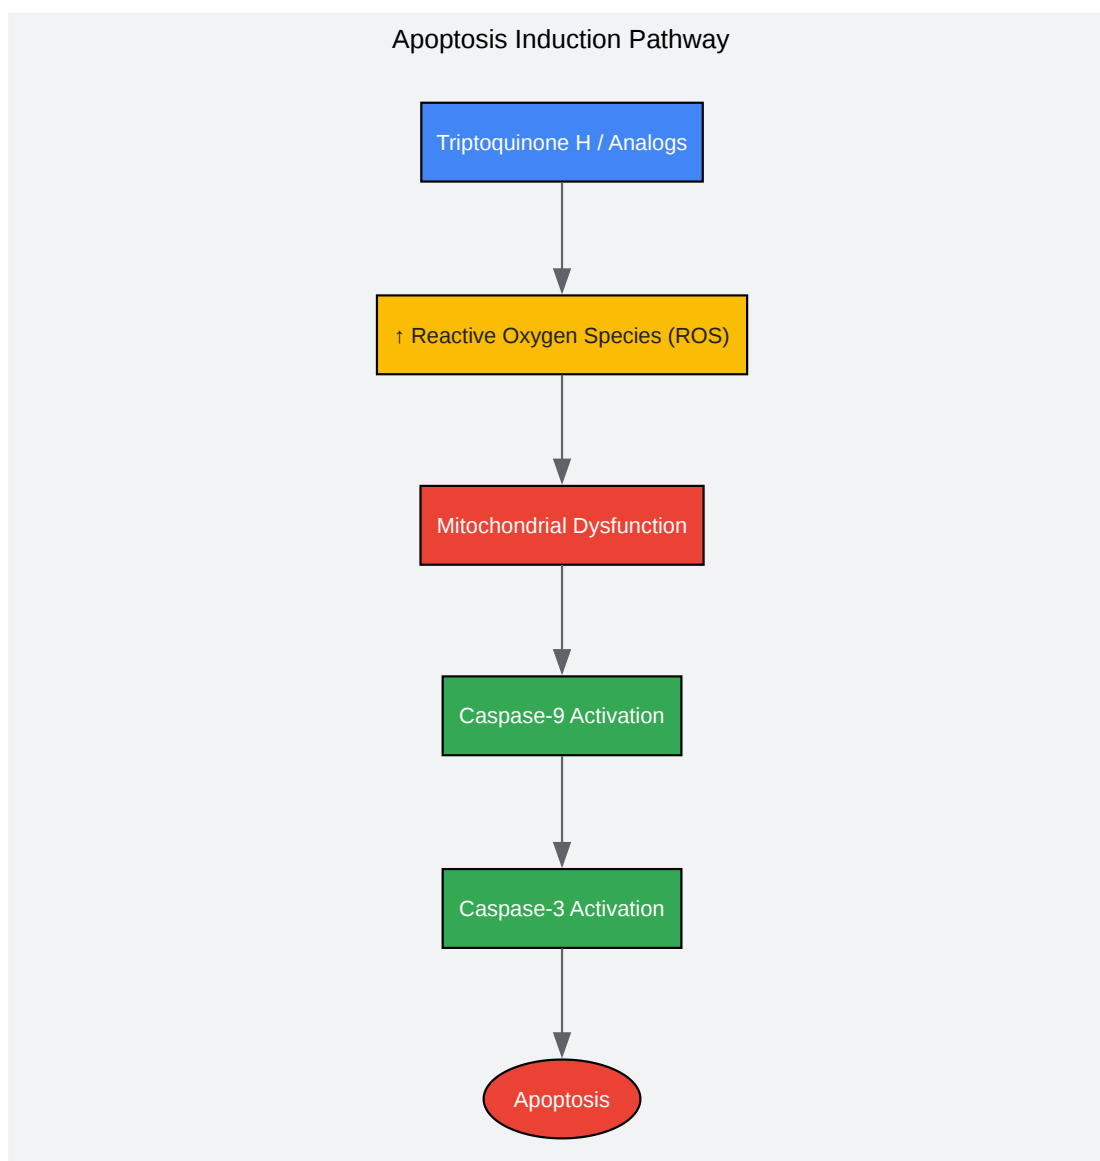 Apoptosis Induction Pathway
Triptoquinone H / Analogs
↑ Reactive Oxygen Species (ROS)
Mitochondrial Dysfunction
Caspase-9 Activation
Caspase-3 Activation
Apoptosis